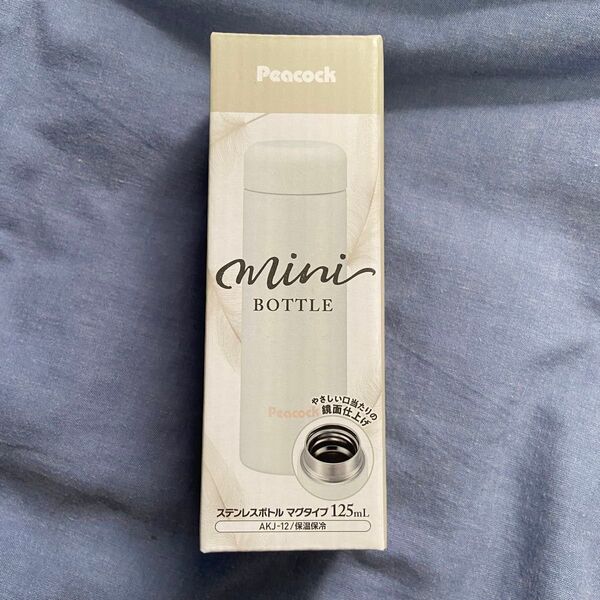 Peacock
mini
BOTTLE
Peacock
やさしい口当たりの
鏡面仕上げ
ステンレスボトル マグタイプ 125mL
AKJ-12/保温保冷